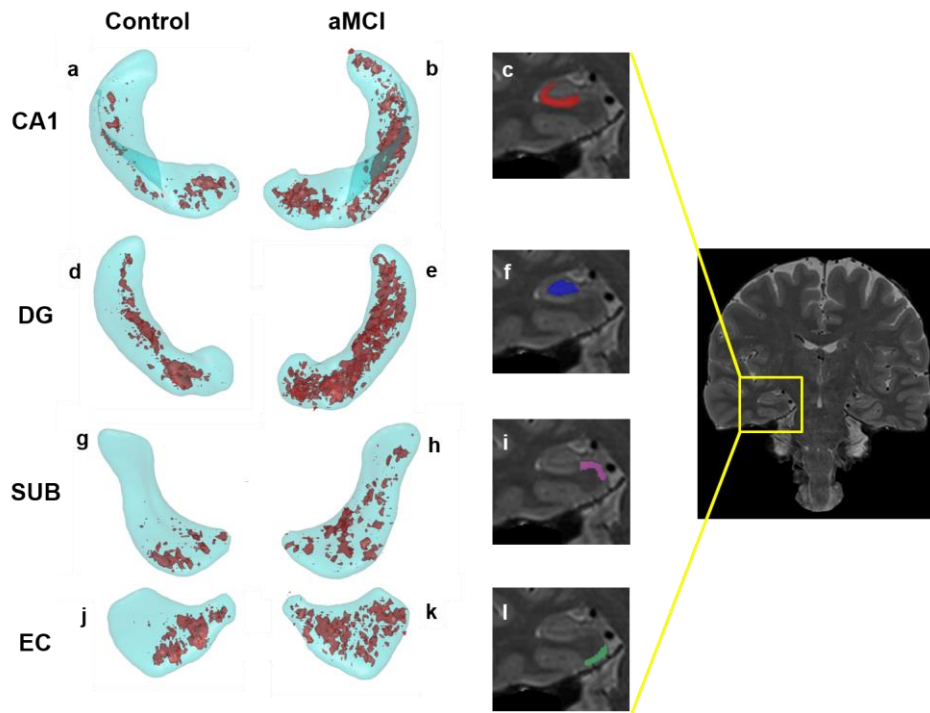 Control aMCI
a b c
CA1
d e f
DG
g h i
SUB
j k l
EC